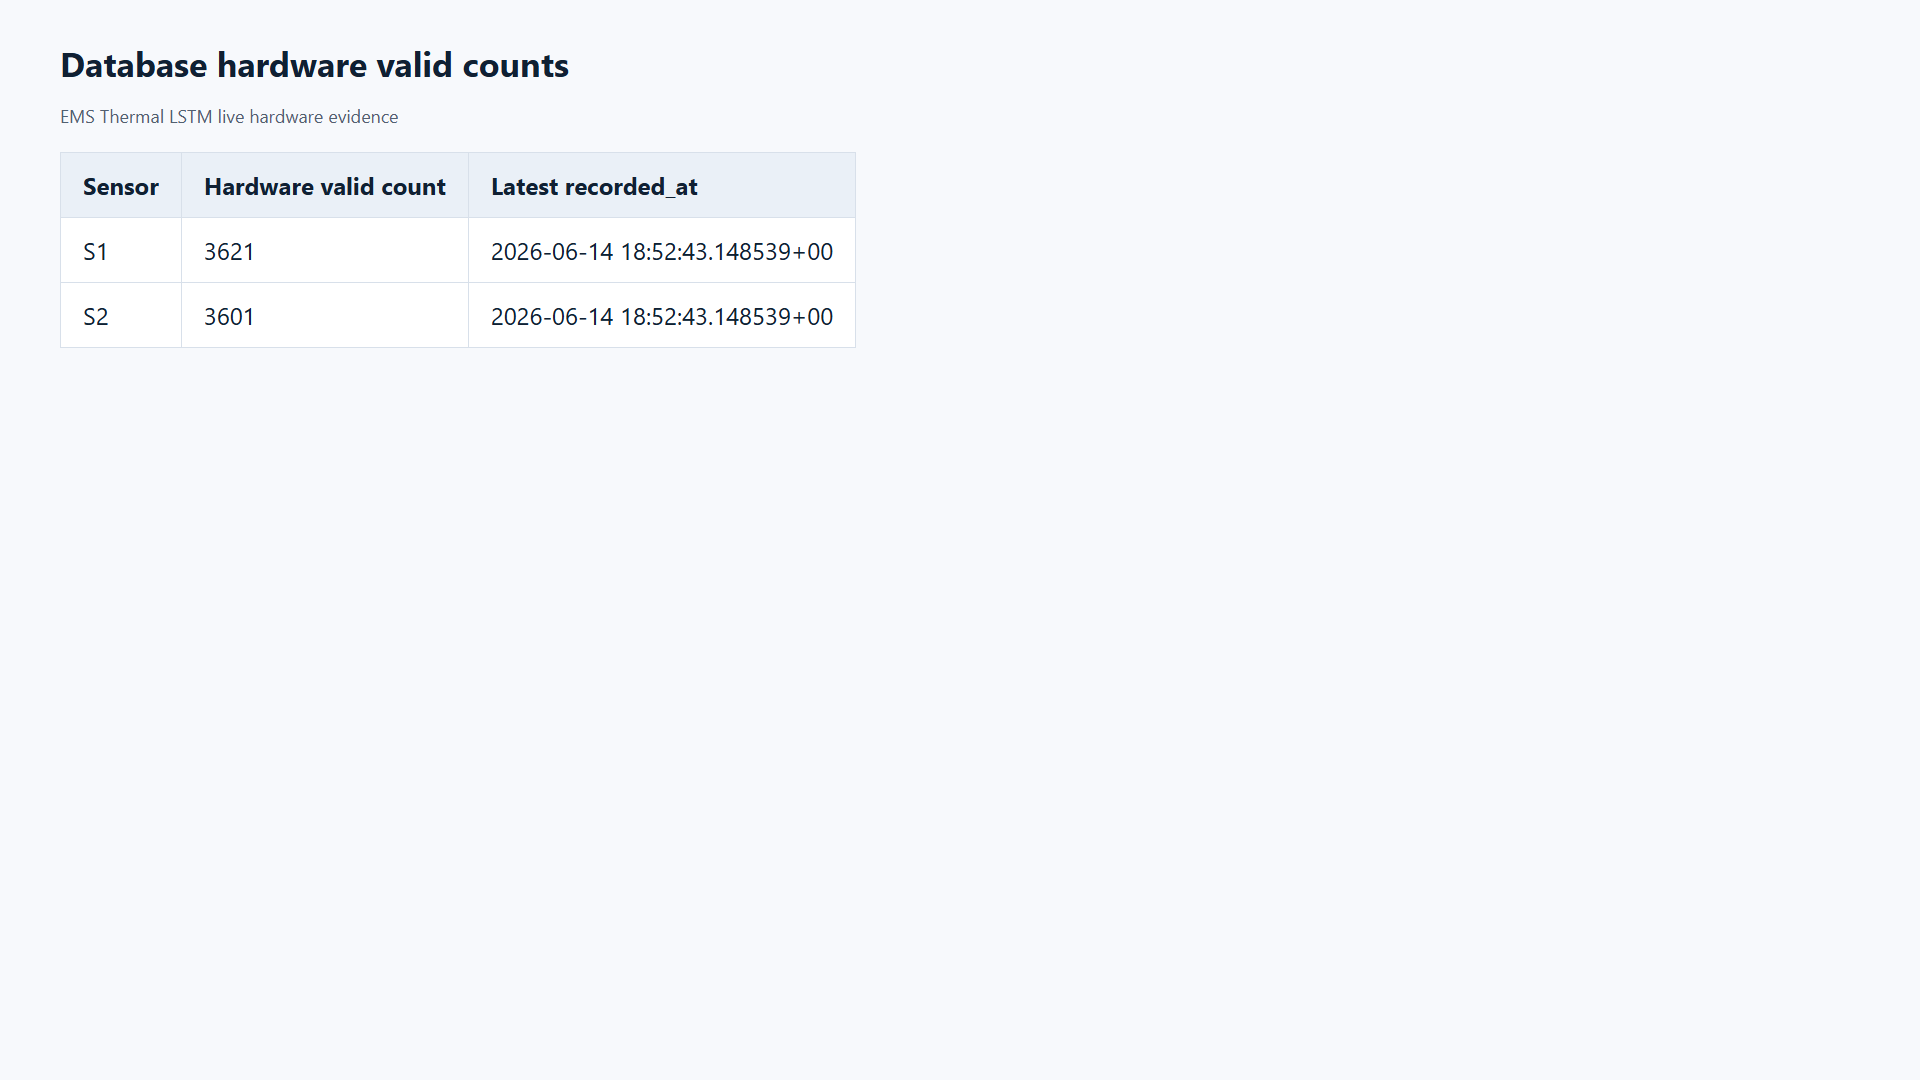 Database hardware valid counts
EMS Thermal LSTM live hardware evidence
Sensor Hardware valid count Latest recorded_at
S1 3621 2026-06-14 18:52:43.148539+00
S2 3601 2026-06-14 18:52:43.148539+00